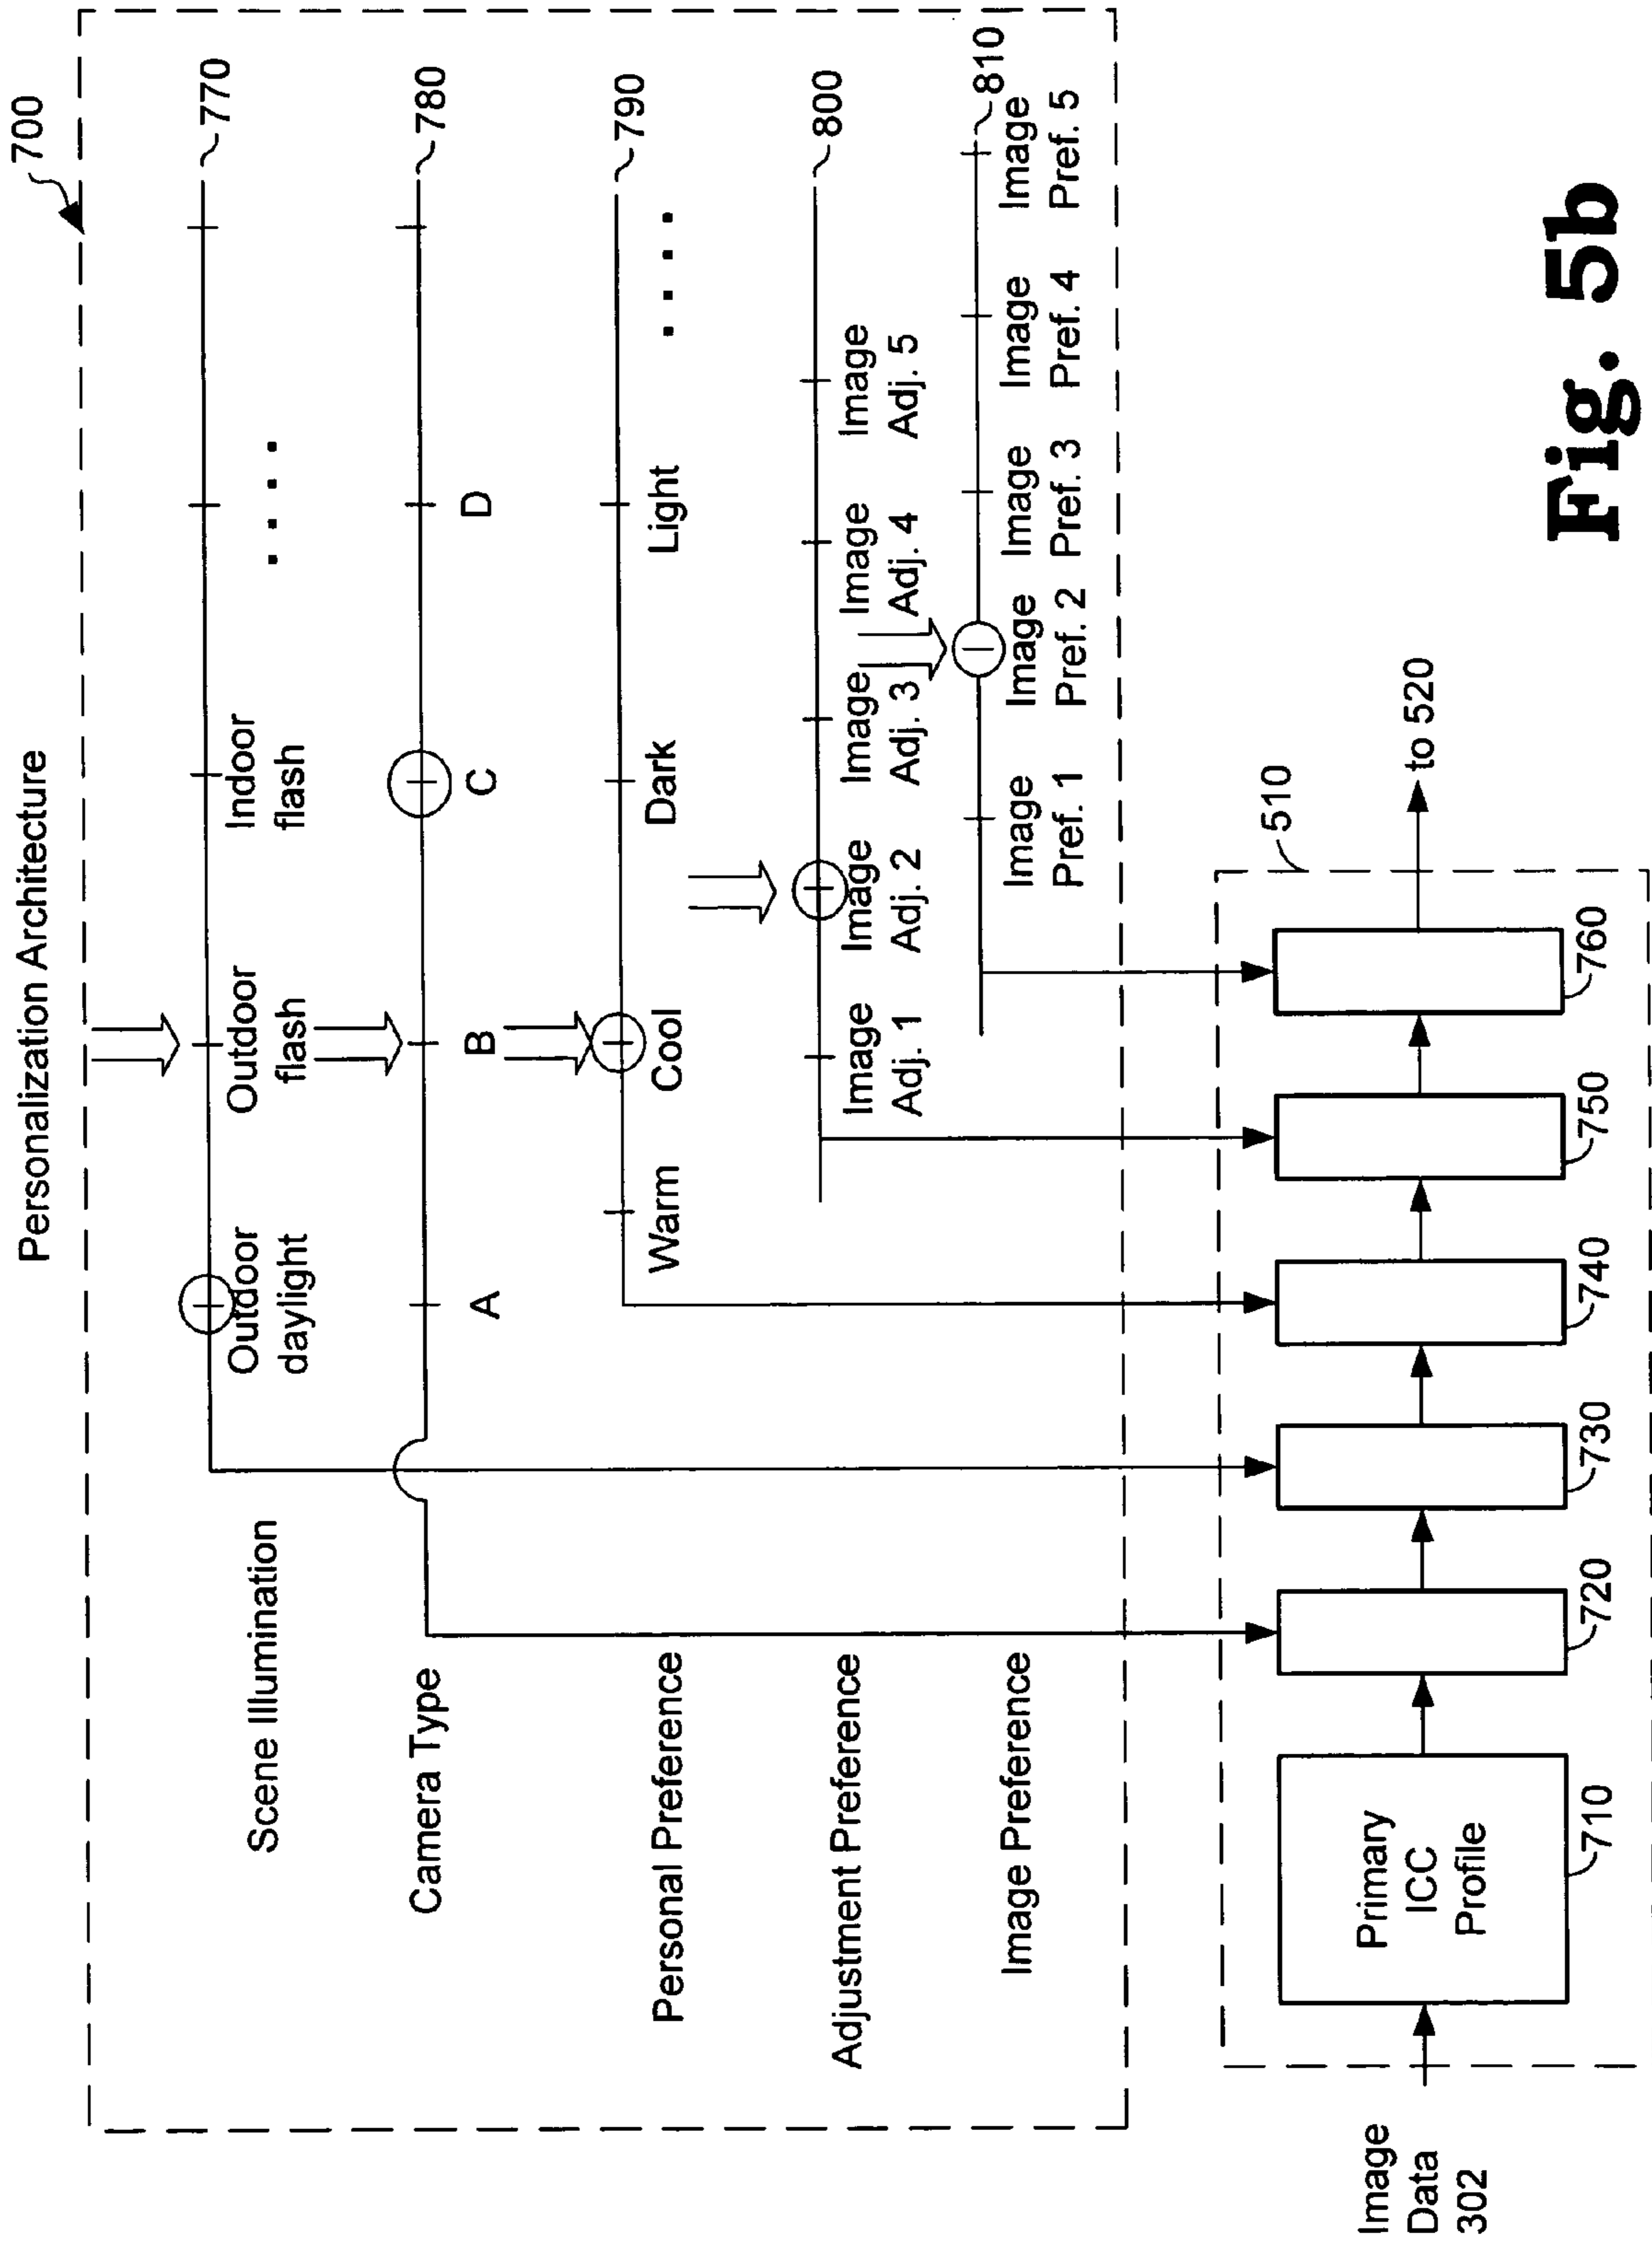 Personalization Architecture
700
Scene Illumination
Outdoor
daylight
Outdoor
flash
Indoor
flash
. . . .
770
Camera Type
A
B
C
D
780
Personal Preference
Warm
Cool
Dark
Light
. . . .
790
Adjustment Preference
Image
Adj. 1
Image
Adj. 2
Image
Adj. 3
Image
Adj. 4
Image
Adj. 5
800
Image Preference
Image
Pref. 1
Image
Pref. 2
Image
Pref. 3
Image
Pref. 4
Image
Pref. 5
810
510
Image
Data
302
Primary
ICC
Profile
710
720
730
740
750
760
to 520
Fig. 5b